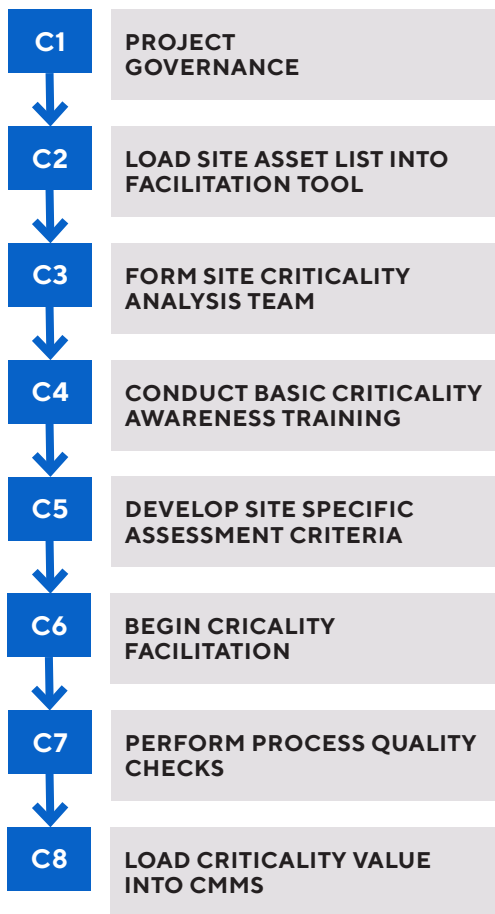 C1
PROJECT
GOVERNANCE
C2
LOAD SITE ASSET LIST INTO
FACILITATION TOOL
C3
FORM SITE CRITICALITY
ANALYSIS TEAM
C4
CONDUCT BASIC CRITICALITY
AWARENESS TRAINING
C5
DEVELOP SITE SPECIFIC
ASSESSMENT CRITERIA
C6
BEGIN CRICALITY
FACILITATION
C7
PERFORM PROCESS QUALITY
CHECKS
C8
LOAD CRITICALITY VALUE
INTO CMMS